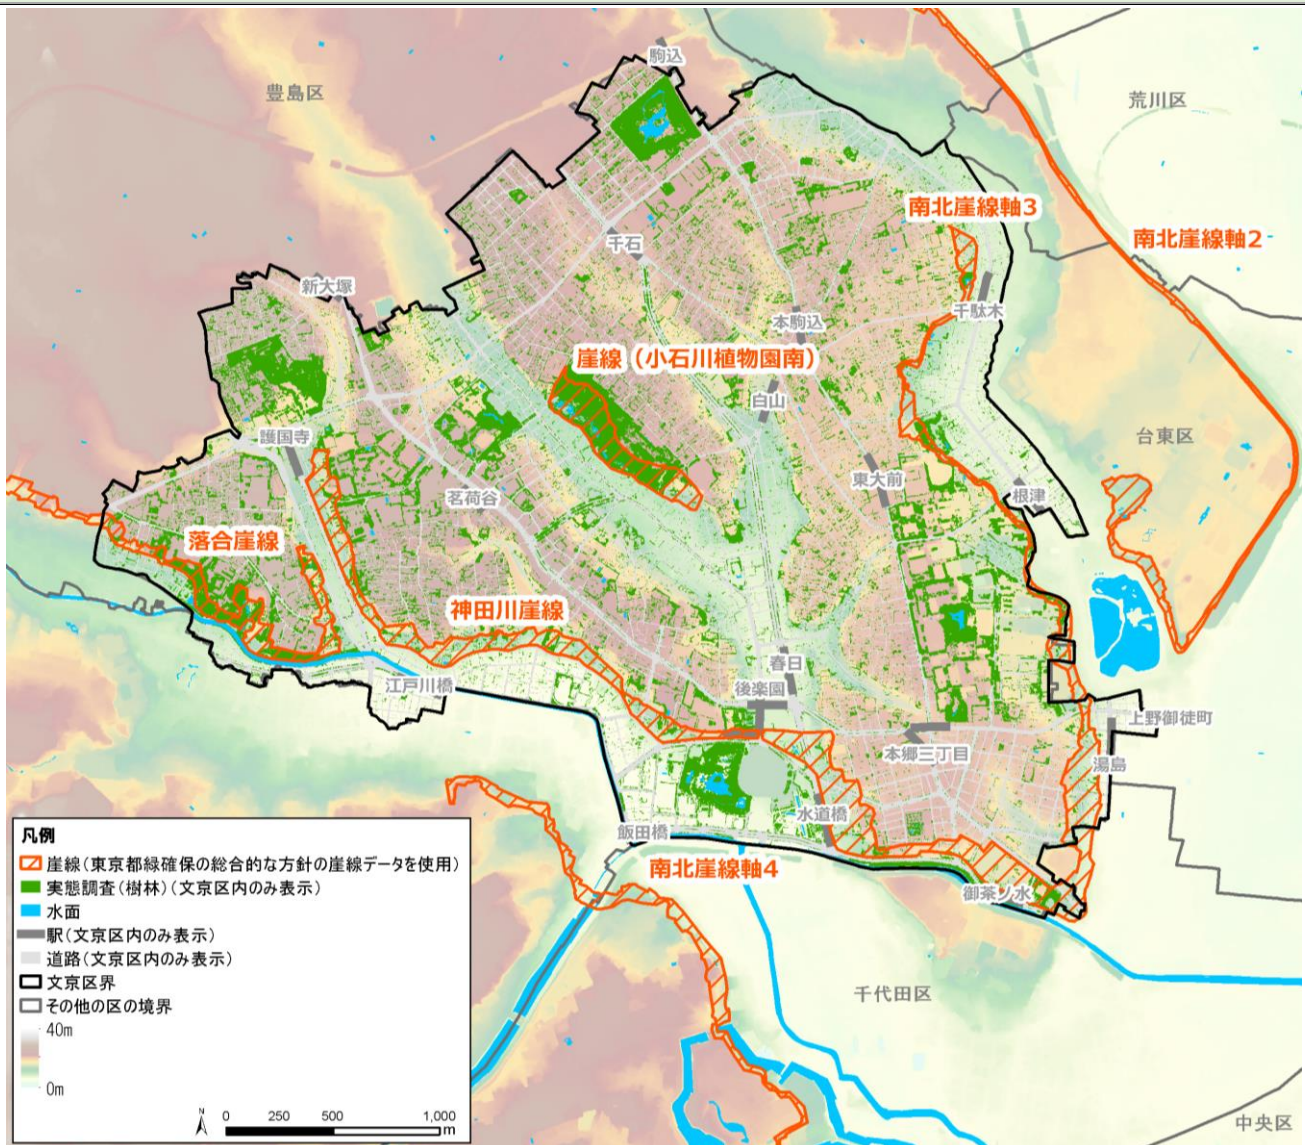 駒込
豊島区
荒川区
南北崖線軸3
南北崖線軸2
千石
新大塚
千駄木
本駒込
崖線（小石川植物園南）
白山
護国寺
台東区
東大前
茗荷谷
根津
落合崖線
神田川崖線
春日
江戸川橋
後楽園
上野御徒町
本郷三丁目
湯島
水道橋
飯田橋
南北崖線軸4
御茶ノ水
千代田区
中央区
凡例
崖線（東京都緑確保の総合的な方針の崖線データを使用）
実態調査（樹林）（文京区内のみ表示）
水面
駅（文京区内のみ表示）
道路（文京区内のみ表示）
文京区界
その他の区の境界
40m
0m
N
0 250 500 1,000
m